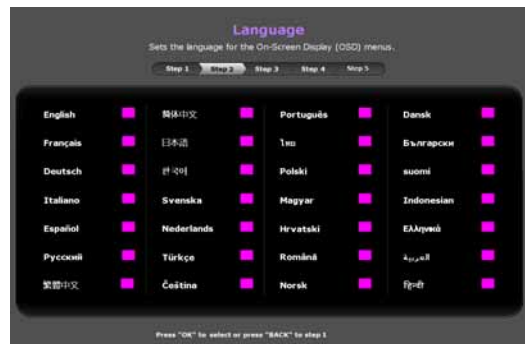 Language
Sets the language for the On-Screen Display (OSD) menus.
Step 1 Step 2 Step 3 Step 4 Step 5
English 简体中文 Português Dansk
Français 日本語 ไทย Български
Deutsch 한국어 Polski suomi
Italiano Svenska Magyar Indonesian
Español Nederlands Hrvatski Ελληνικά
Русский Türkçe Română العربية
繁體中文 Čeština Norsk हिन्दी
Press "OK" to select or press "BACK" to step 1